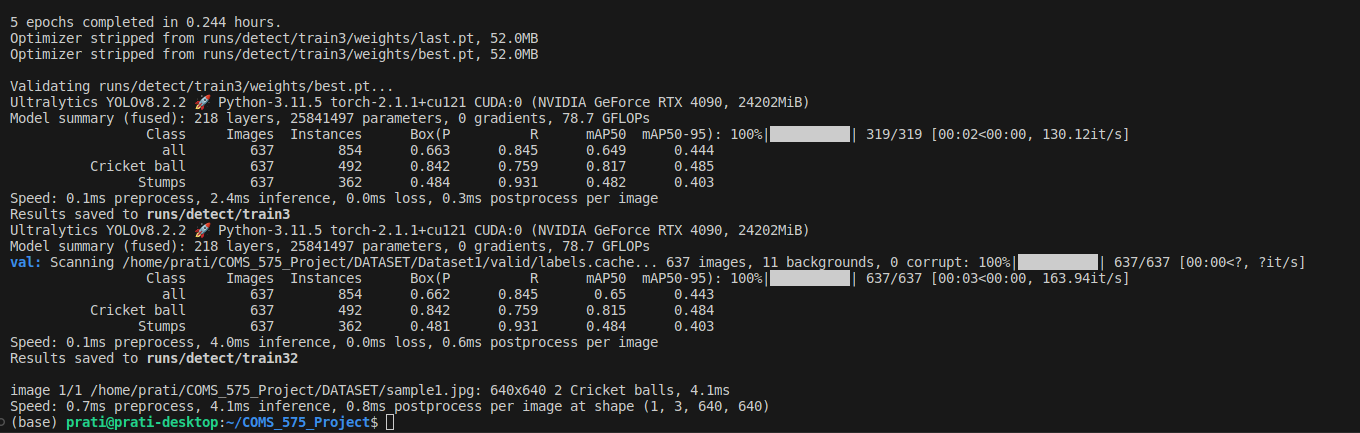 5 epochs completed in 0.244 hours.
Optimizer stripped from runs/detect/train3/weights/last.pt, 52.0MB
Optimizer stripped from runs/detect/train3/weights/best.pt, 52.0MB
Validating runs/detect/train3/weights/best.pt...
Ultralytics YOLOv8.2.2 🚀 Python-3.11.5 torch-2.1.1+cu121 CUDA:0 (NVIDIA GeForce RTX 4090, 24202MiB)
Model summary (fused): 218 layers, 25841497 parameters, 0 gradients, 78.7 GFLOPs
Class Images Instances Box(P R mAP50 mAP50-95): 100%|██████████| 319/319 [00:02<00:00, 130.12it/s]
all 637 854 0.663 0.845 0.649 0.444
Cricket ball 637 492 0.842 0.759 0.817 0.485
Stumps 637 362 0.484 0.931 0.482 0.403
Speed: 0.1ms preprocess, 2.4ms inference, 0.0ms loss, 0.3ms postprocess per image
Results saved to runs/detect/train3
Ultralytics YOLOv8.2.2 🚀 Python-3.11.5 torch-2.1.1+cu121 CUDA:0 (NVIDIA GeForce RTX 4090, 24202MiB)
Model summary (fused): 218 layers, 25841497 parameters, 0 gradients, 78.7 GFLOPs
val: Scanning /home/prati/COMS_575_Project/DATASET/Dataset1/valid/labels.cache... 637 images, 11 backgrounds, 0 corrupt: 100%|██████████| 637/637 [00:00<?, ?it/s]
Class Images Instances Box(P R mAP50 mAP50-95): 100%|██████████| 637/637 [00:03<00:00, 163.94it/s]
all 637 854 0.662 0.845 0.65 0.443
Cricket ball 637 492 0.842 0.759 0.815 0.484
Stumps 637 362 0.481 0.931 0.484 0.403
Speed: 0.1ms preprocess, 4.0ms inference, 0.0ms loss, 0.6ms postprocess per image
Results saved to runs/detect/train32
image 1/1 /home/prati/COMS_575_Project/DATASET/sample1.jpg: 640x640 2 Cricket balls, 4.1ms
Speed: 0.7ms preprocess, 4.1ms inference, 0.8ms postprocess per image at shape (1, 3, 640, 640)
(base) prati@prati-desktop:~/COMS_575_Project$